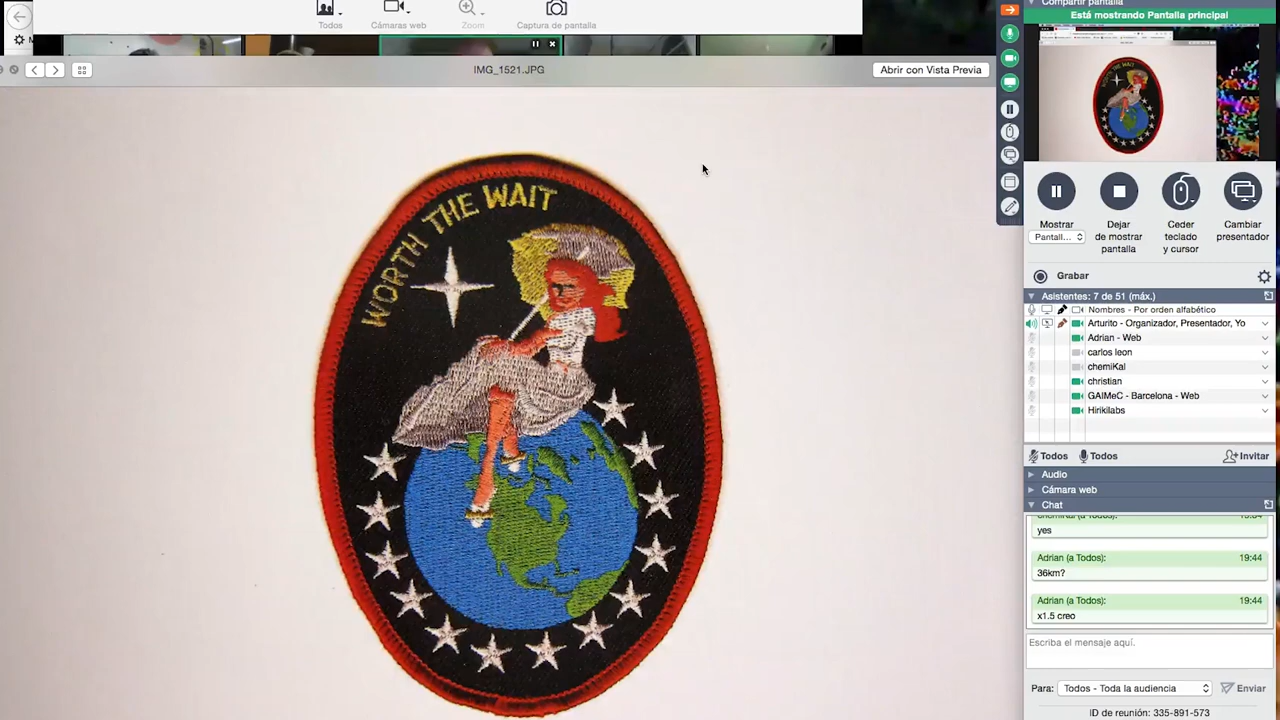 Todos
Cámaras web
Zoom
Captura de pantalla
IMG_1521.JPG
Abrir con Vista Previa
WORTH THE WAIT
Compartir pantalla
Está mostrando Pantalla principal
Mostrar
Pantall...
Dejar
de mostrar
pantalla
Ceder
teclado
y cursor
Cambiar
presentador
Grabar
Asistentes: 7 de 51 (máx.)
Nombres - Por orden alfabético
Arturito - Organizador, Presentador, Yo
Adrian - Web
carlos leon
chemiKal
christian
GAIMeC - Barcelona - Web
Hirikilabs
Todos
Todos
Invitar
Audio
Cámara web
Chat
yes
Adrian (a Todos): 19:44
36km?
Adrian (a Todos): 19:44
x1.5 creo
Escriba el mensaje aquí.
Para: Todos - Toda la audiencia
Enviar
ID de reunión: 335-891-573